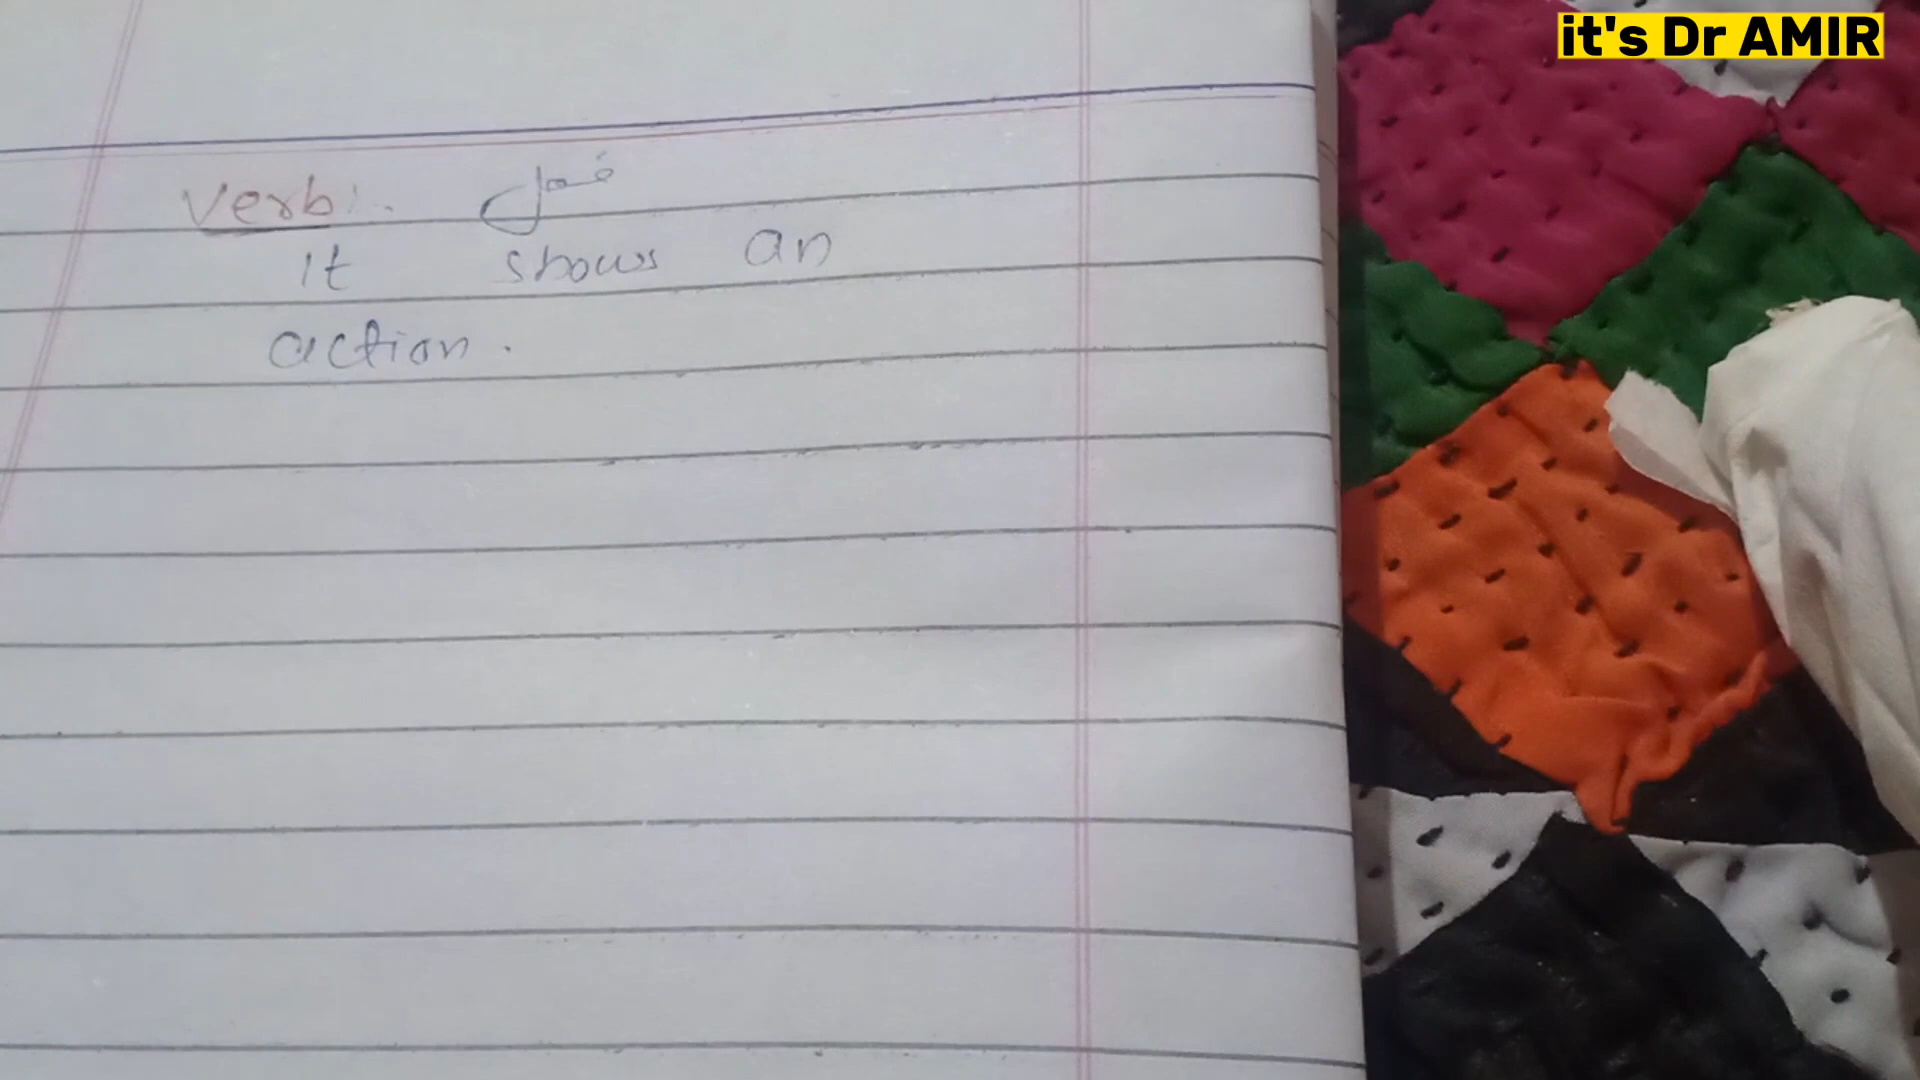 it's Dr AMIR
Verb:. فعل
it shows an
action.